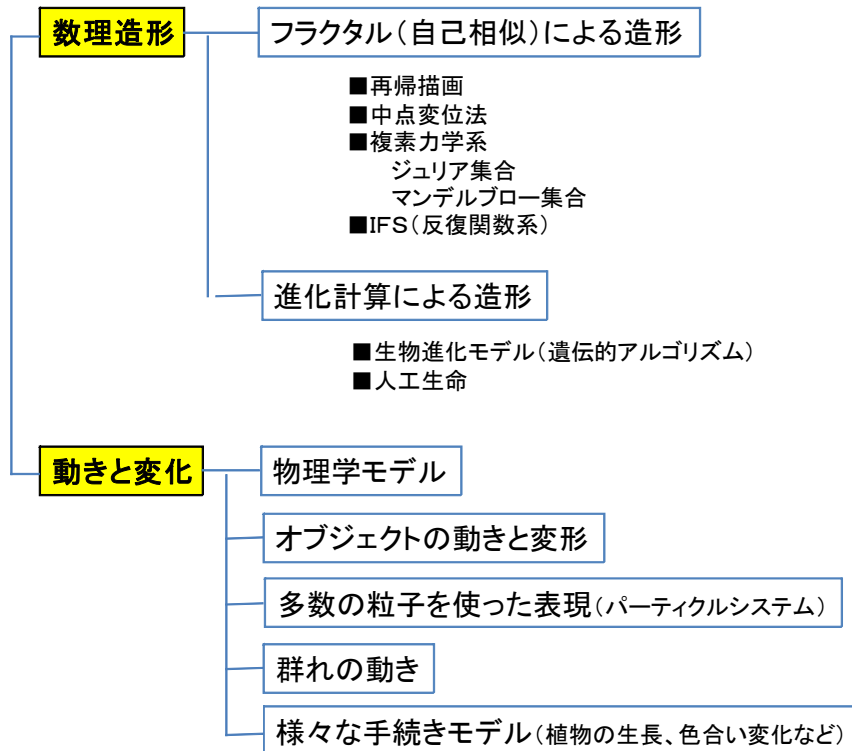 数理造形
フラクタル(自己相似)による造形
■再帰描画
■中点変位法
■複素力学系
ジュリア集合
マンデルブロー集合
■IFS(反復関数系)
進化計算による造形
■生物進化モデル(遺伝的アルゴリズム)
■人工生命
動きと変化
物理学モデル
オブジェクトの動きと変形
多数の粒子を使った表現(パーティクルシステム)
群れの動き
様々な手続きモデル(植物の生長、色合い変化など)